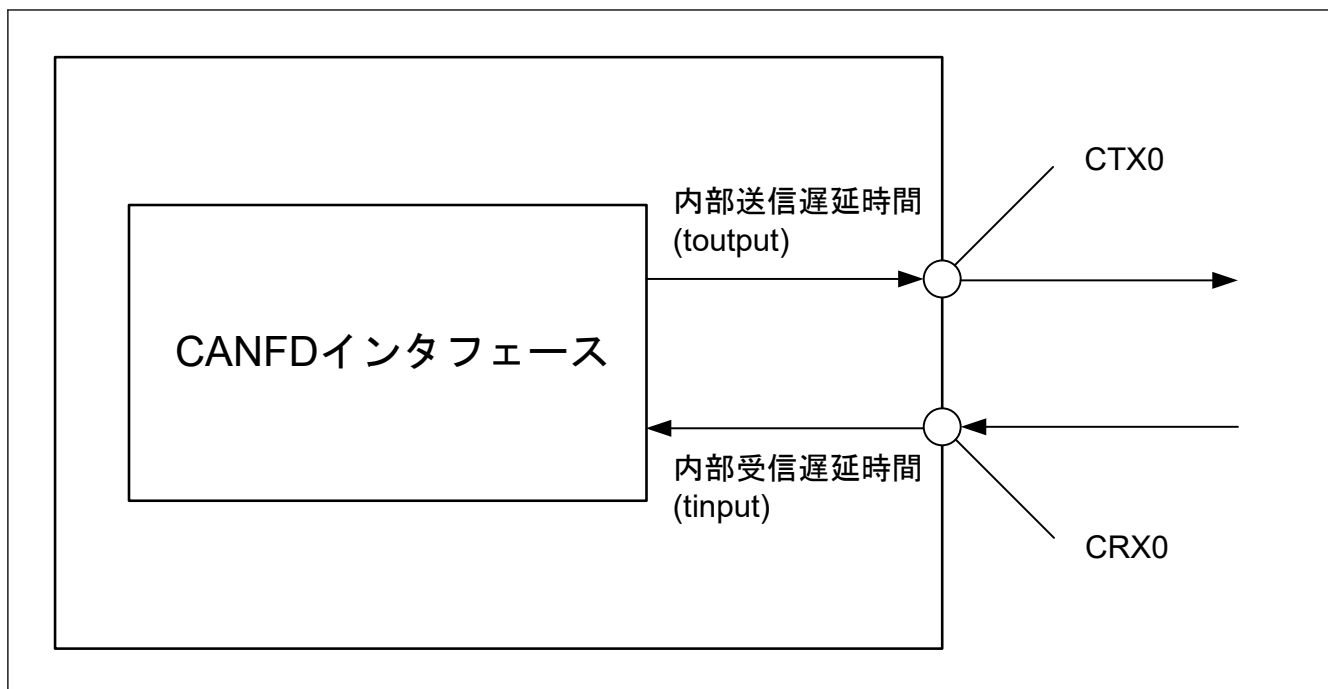 CTX0
内部送信遅延時間
(toutput)
CANFDインタフェース
内部受信遅延時間
(tinput)
CRX0